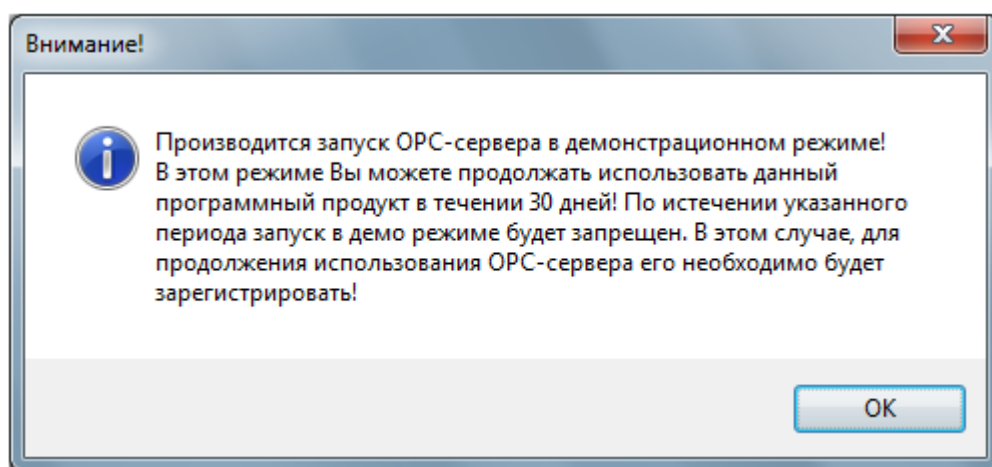 Внимание!
Производится запуск OPC-сервера в демонстрационном режиме!
В этом режиме Вы можете продолжать использовать данный
программный продукт в течении 30 дней! По истечении указанного
периода запуск в демо режиме будет запрещен. В этом случае, для
продолжения использования OPC-сервера его необходимо будет
зарегистрировать!
OK